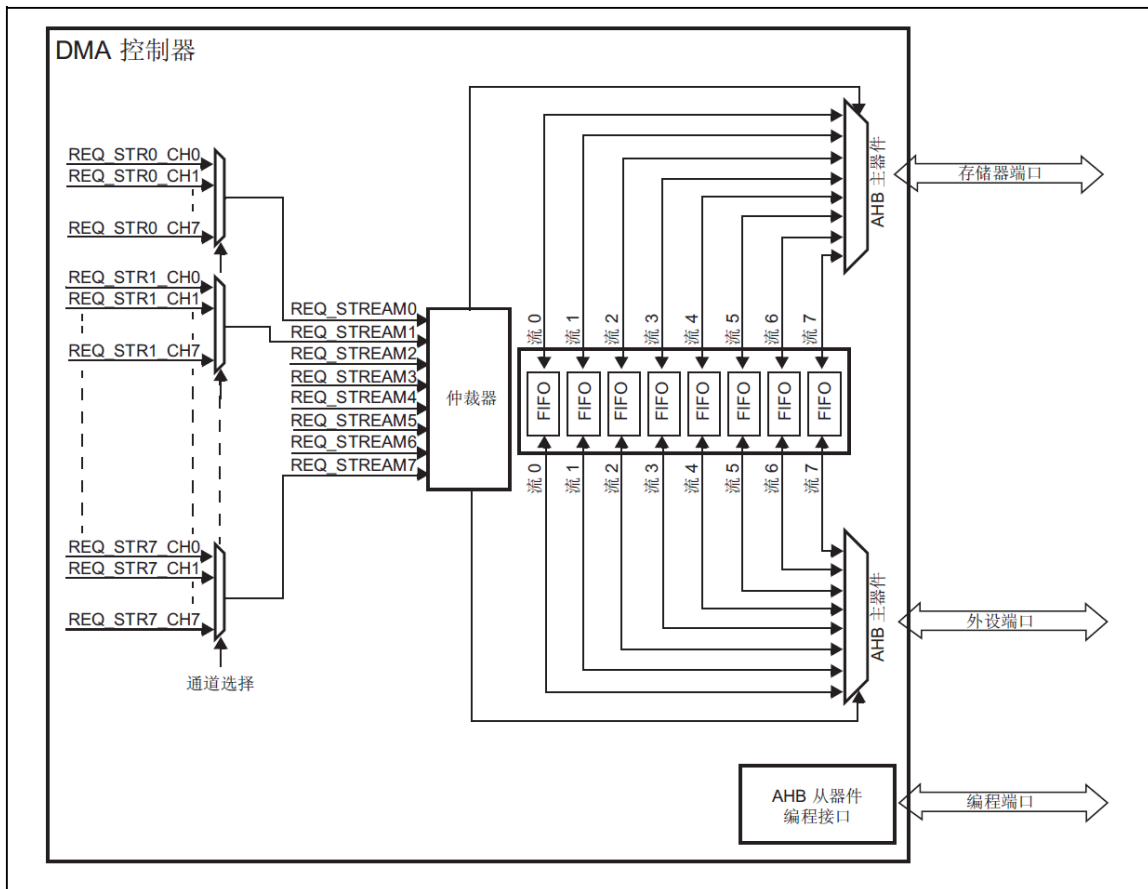 DMA 控制器
REQ_STR0_CH0
REQ_STR0_CH1
REQ_STR0_CH7
REQ_STR1_CH0
REQ_STR1_CH1
REQ_STR1_CH7
REQ_STR7_CH0
REQ_STR7_CH1
REQ_STR7_CH7
通道选择
REQ_STREAM0
REQ_STREAM1
REQ_STREAM2
REQ_STREAM3
REQ_STREAM4
REQ_STREAM5
REQ_STREAM6
REQ_STREAM7
仲裁器
流 0
流 1
流 2
流 3
流 4
流 5
流 6
流 7
FIFO
FIFO
FIFO
FIFO
FIFO
FIFO
FIFO
FIFO
流 0
流 1
流 2
流 3
流 4
流 5
流 6
流 7
AHB 主器件
存储器端口
AHB 主器件
外设端口
AHB 从器件
编程接口
编程端口